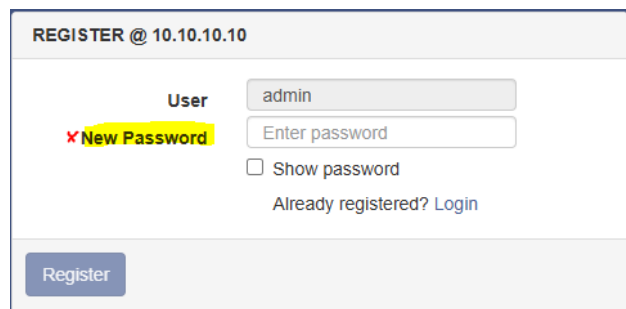 REGISTER @ 10.10.10.10
User admin
✘New Password Enter password
Show password
Already registered? Login
Register